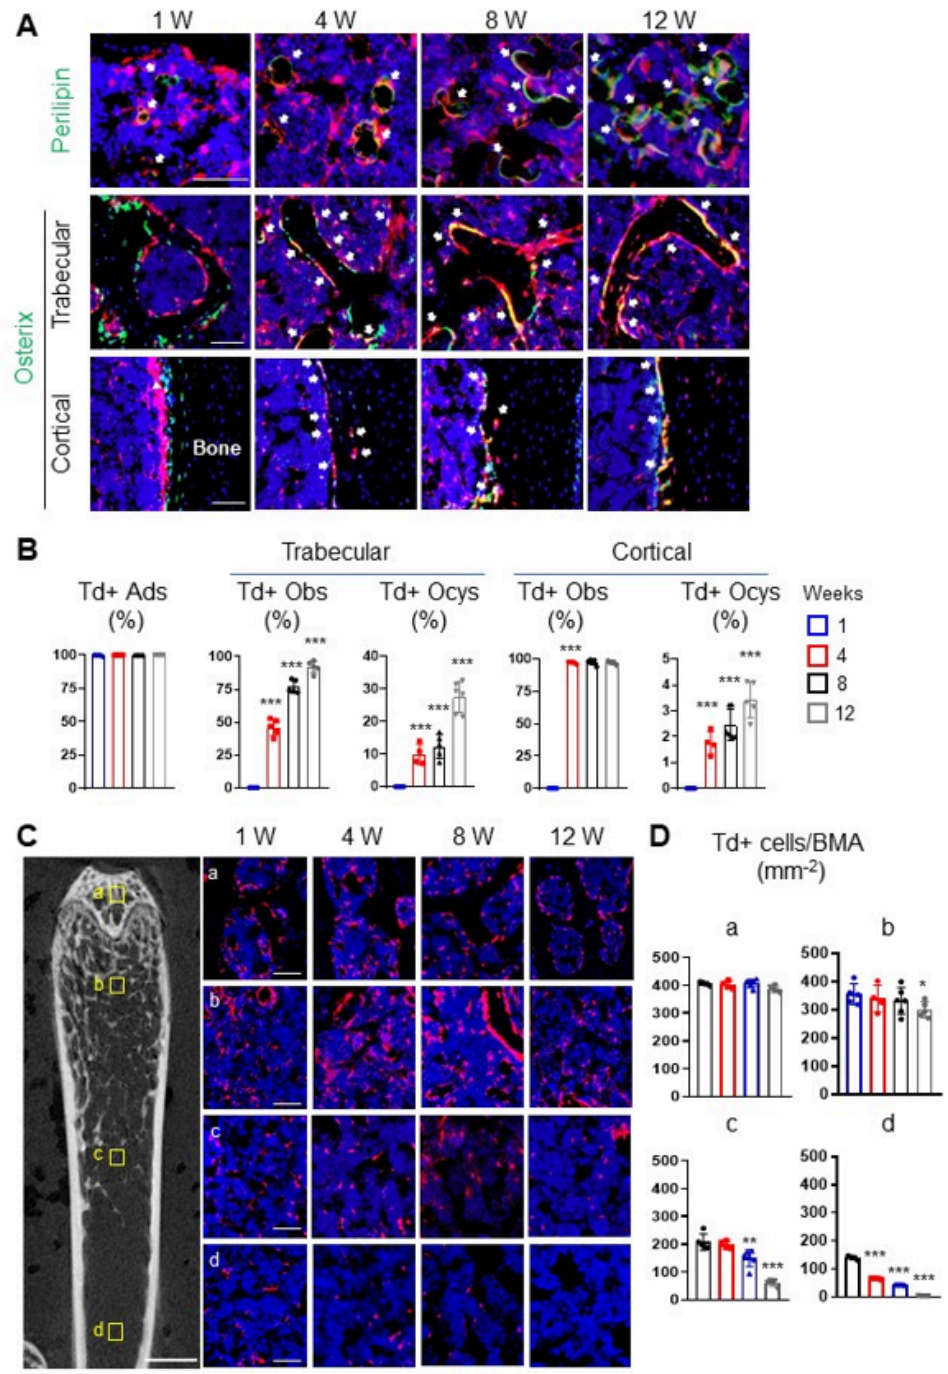 A
1 W 4 W 8 W 12 W
Perilipin
Osterix
Trabecular
Cortical
Bone
B
Trabecular Cortical
Td+ Ads (%)
Td+ Obs (%)
Td+ Ocys (%)
Td+ Obs (%)
Td+ Ocys (%)
Weeks
1
4
8
12
100
75
50
25
0
100
75
50
25
0
*** *** ***
40
30
20
10
0
*** *** ***
100
75
50
25
0
***
5
4
3
2
1
0
*** *** ***
C
1 W 4 W 8 W 12 W
a
b
c
d
a
b
c
d
D
Td+ cells/BMA
(mm-2)
a
500
400
300
200
100
0
b
500
400
300
200
100
0
*
c
500
400
300
200
100
0
** ***
d
500
400
300
200
100
0
*** *** ***